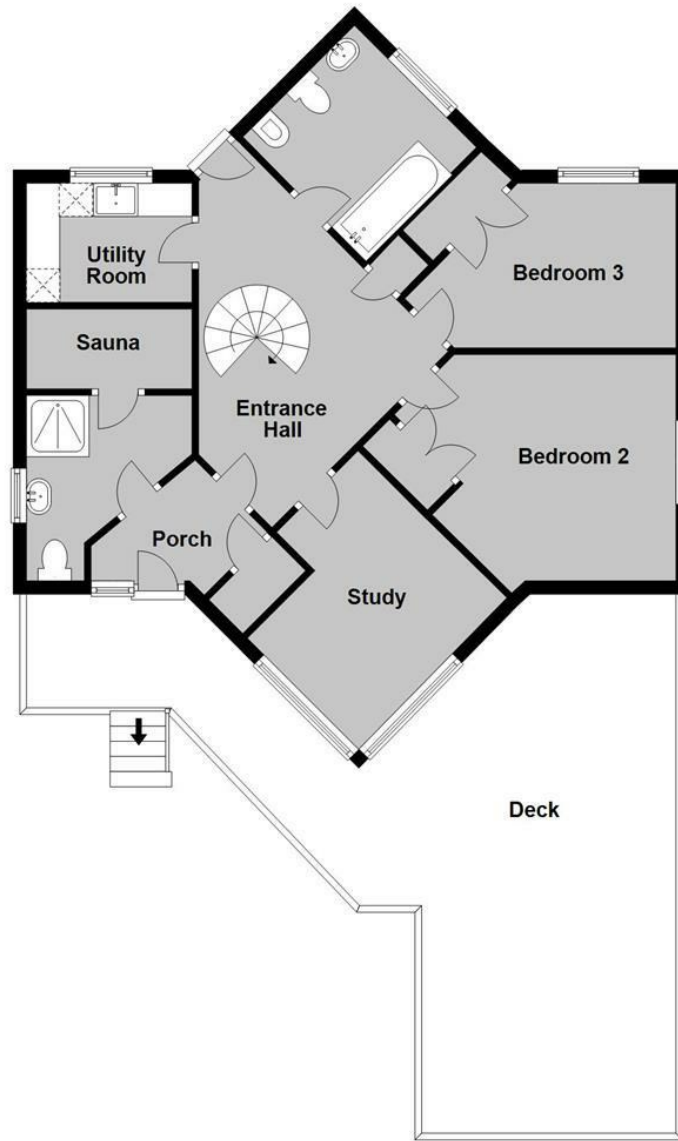 Utility
Room
Bedroom 3
Sauna
Entrance
Hall
Bedroom 2
Porch
Study
Deck